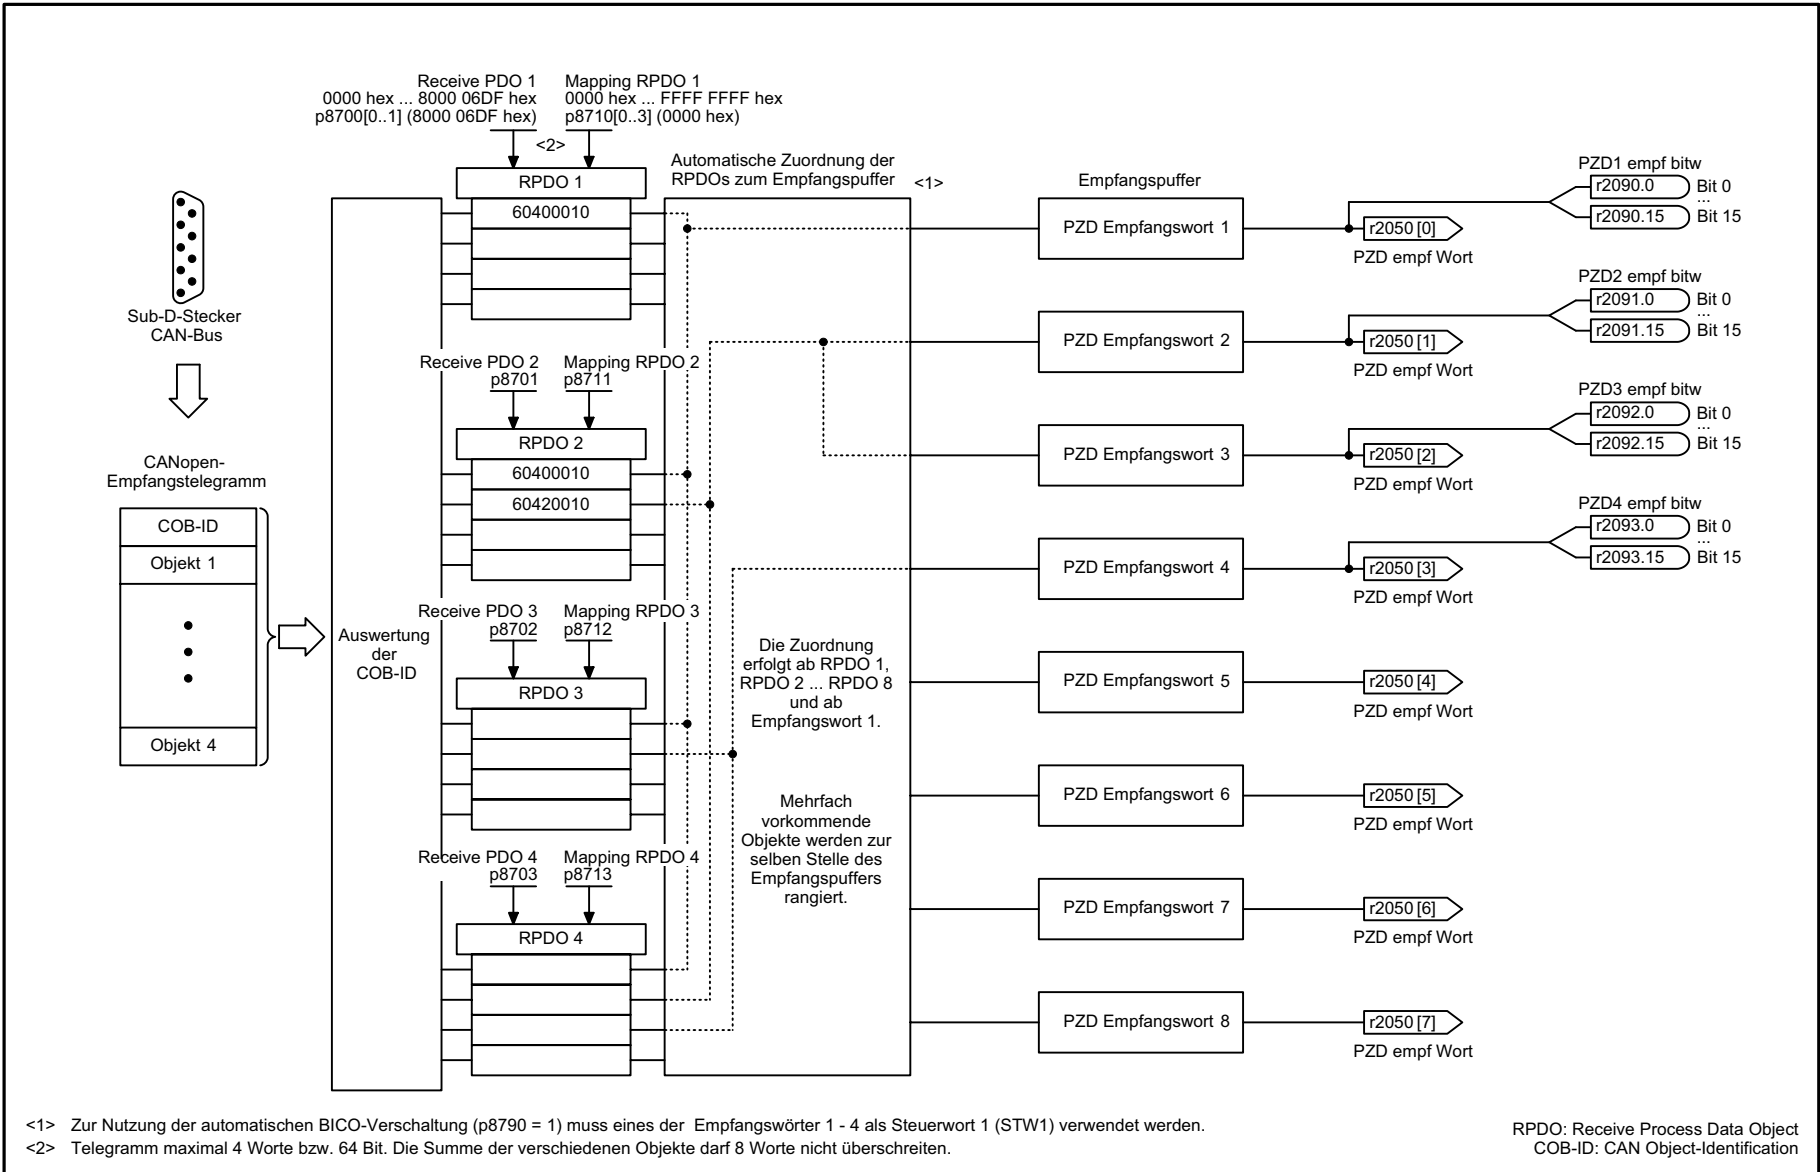 Receive PDO 1
0000 hex ... 8000 06DF hex
p8700[0..1] (8000 06DF hex)
Mapping RPDO 1
0000 hex ... FFFF FFFF hex
p8710[0..3] (0000 hex)
<2>
RPDO 1
60400010
Automatische Zuordnung der
RPDOs zum Empfangspuffer
<1>
Empfangspuffer
Sub-D-Stecker
CAN-Bus
CANopen-
Empfangstelegramm
COB-ID
Objekt 1
Objekt 4
Auswertung
der
COB-ID
Receive PDO 2
p8701
Mapping RPDO 2
p8711
RPDO 2
60400010
60420010
Receive PDO 3
p8702
Mapping RPDO 3
p8712
RPDO 3
Receive PDO 4
p8703
Mapping RPDO 4
p8713
RPDO 4
Die Zuordnung
erfolgt ab RPDO 1,
RPDO 2 ... RPDO 8
und ab
Empfangswort 1.
Mehrfach
vorkommende
Objekte werden zur
selben Stelle des
Empfangspuffers
rangiert.
PZD Empfangswort 1
r2050 [0]
PZD empf Wort
PZD1 empf bitw
r2090.0
Bit 0
...
r2090.15
Bit 15
PZD Empfangswort 2
r2050 [1]
PZD empf Wort
PZD2 empf bitw
r2091.0
Bit 0
...
r2091.15
Bit 15
PZD Empfangswort 3
r2050 [2]
PZD empf Wort
PZD3 empf bitw
r2092.0
Bit 0
...
r2092.15
Bit 15
PZD Empfangswort 4
r2050 [3]
PZD empf Wort
PZD4 empf bitw
r2093.0
Bit 0
...
r2093.15
Bit 15
PZD Empfangswort 5
r2050 [4]
PZD empf Wort
PZD Empfangswort 6
r2050 [5]
PZD empf Wort
PZD Empfangswort 7
r2050 [6]
PZD empf Wort
PZD Empfangswort 8
r2050 [7]
PZD empf Wort
<1> Zur Nutzung der automatischen BICO-Verschaltung (p8790 = 1) muss eines der Empfangswörter 1 - 4 als Steuerwort 1 (STW1) verwendet werden.
<2> Telegramm maximal 4 Worte bzw. 64 Bit. Die Summe der verschiedenen Objekte darf 8 Worte nicht überschreiten.
RPDO: Receive Process Data Object
COB-ID: CAN Object-Identification